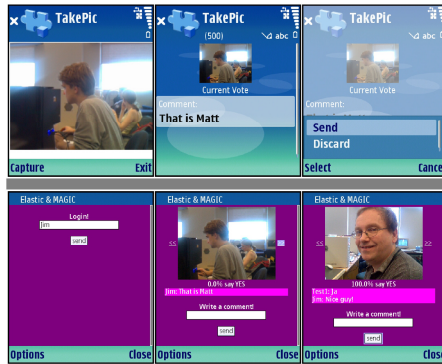 TakePic
Capture Exit
TakePic
(500) abc
Current Vote
Comment:
That is Matt
TakePic
abc
Current Vote
Comment:
Send
Discard
Select Cance
Elastic & MAGIC
Login!
Jim
send
Options Close
Elastic & MAGIC
<<
0.0% say YES
Jim: That is Matt
Write a comment!
send
Options Close
Elastic & MAGIC
<< >>
100.0% say YES
Test1: Ja
Jim: Nice guy!
Write a comment!
send
Options Close